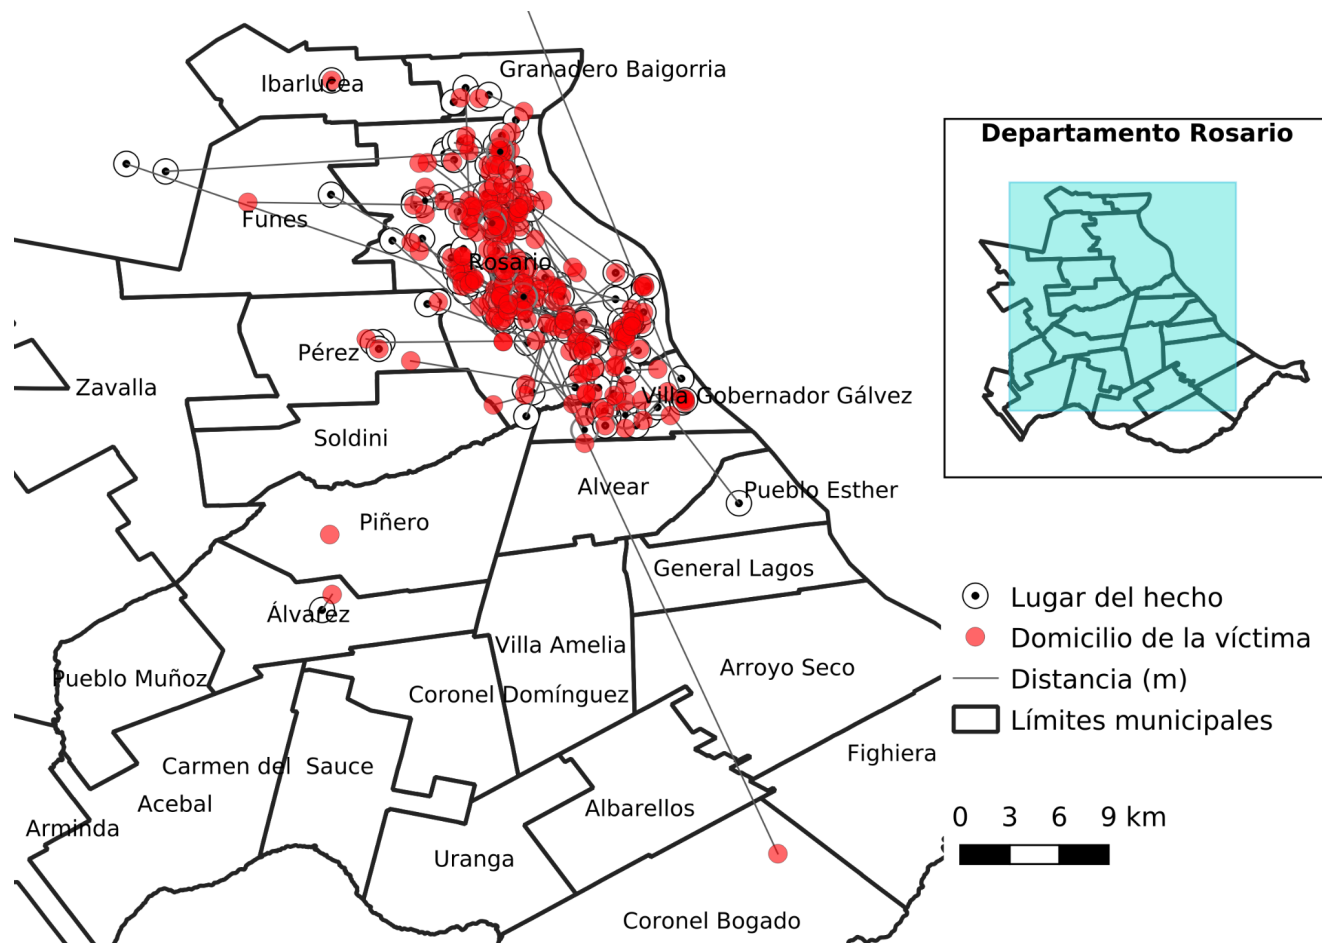 Granadero Baigorria
Ibarlucea
Funes
Rosario
Pérez
Zavalla
Villa Gobernador Gálvez
Soldini
Alvear
Pueblo Esther
Piñero
General Lagos
Álvarez
Villa Amelia
Arroyo Seco
Pueblo Muñoz
Coronel Domínguez
Fighiera
Carmen del Sauce
Acebal
Albarellos
Arminda
Uranga
Coronel Bogado
Departamento Rosario
Lugar del hecho
Domicilio de la víctima
Distancia (m)
Límites municipales
0 3 6 9 km